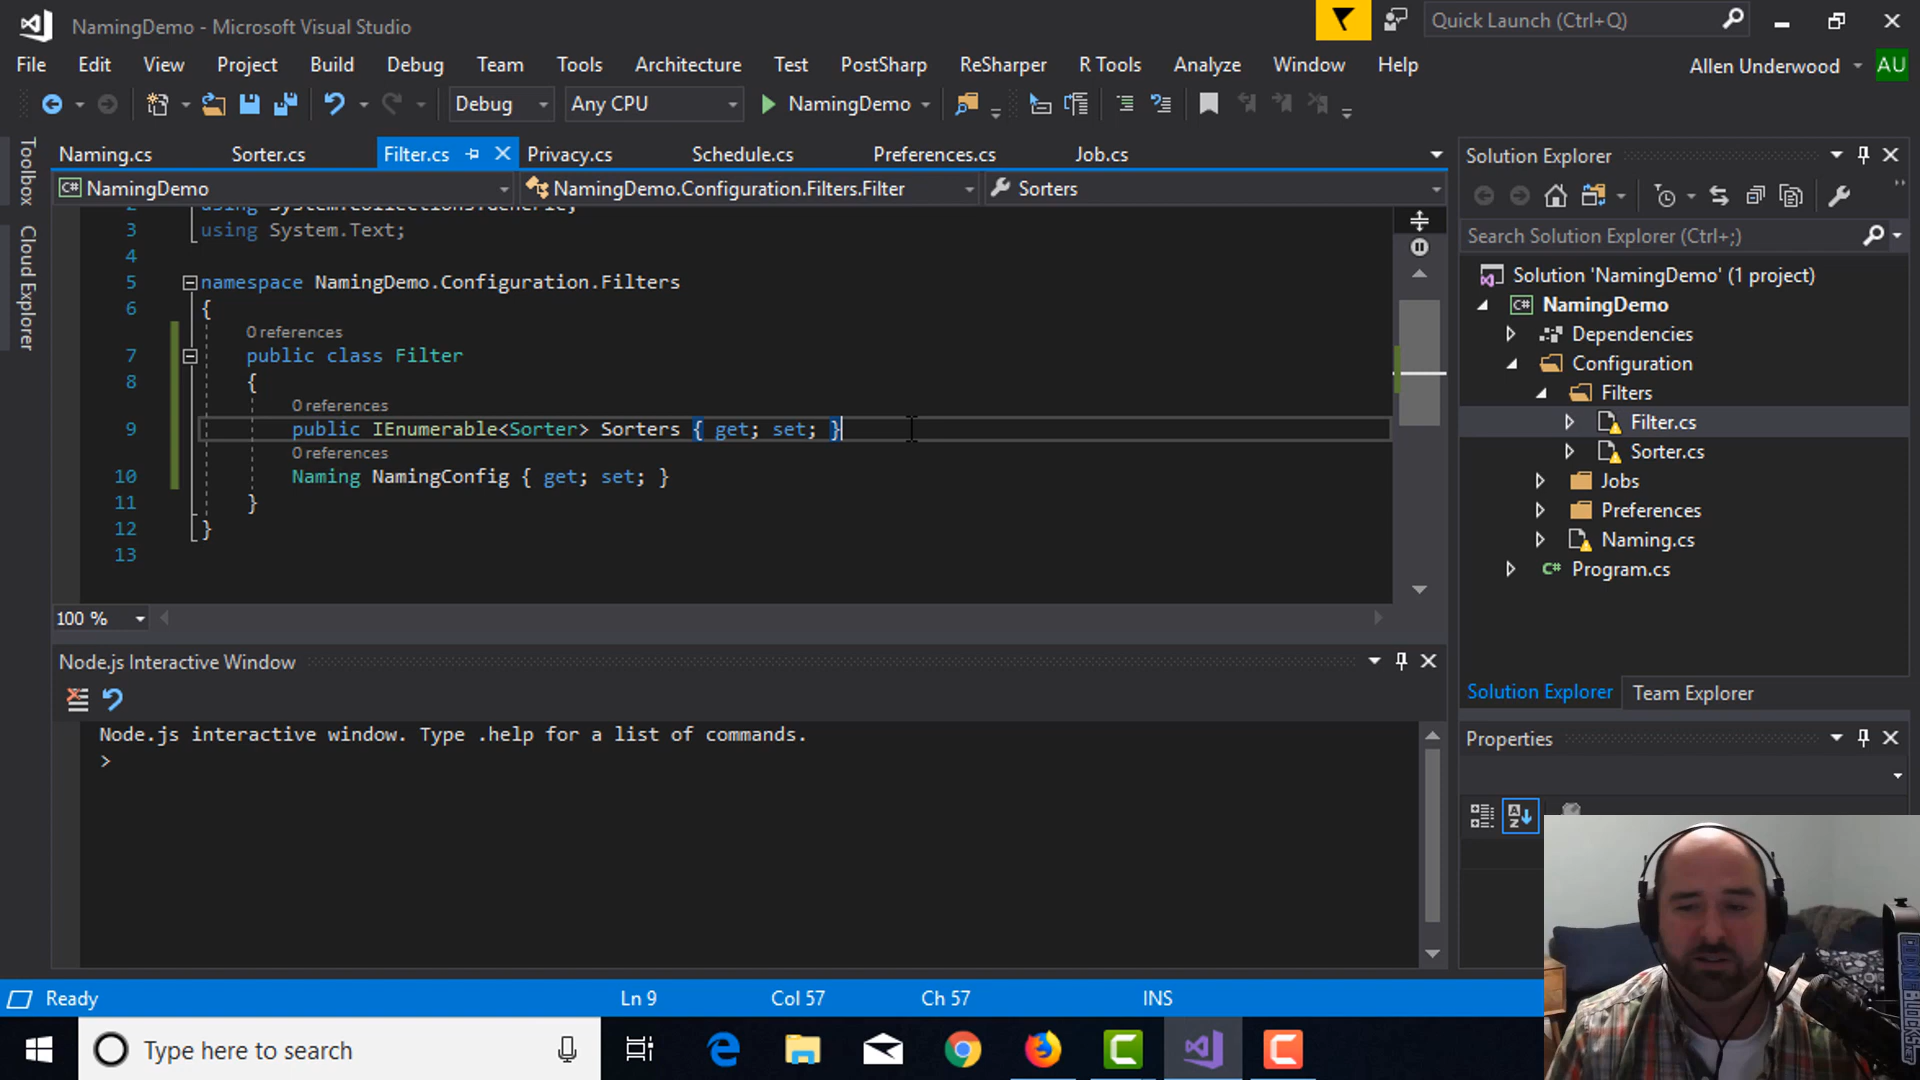 NamingDemo - Microsoft Visual Studio
Quick Launch (Ctrl+Q)
File Edit View Project Build Debug Team Tools Architecture Test PostSharp ReSharper R Tools Analyze Window Help
Allen Underwood AU
Debug Any CPU NamingDemo
Toolbox
Cloud Explorer
Naming.cs Sorter.cs Filter.cs Privacy.cs Schedule.cs Preferences.cs Job.cs
C# NamingDemo NamingDemo.Configuration.Filters.Filter Sorters
2 using System.Collections.Generic;
3 using System.Text;
4
5 namespace NamingDemo.Configuration.Filters
6 {
0 references
7 public class Filter
8 {
0 references
9 public IEnumerable<Sorter> Sorters { get; set; }
0 references
10 Naming NamingConfig { get; set; }
11 }
12 }
13
100 %
Node.js Interactive Window
Node.js interactive window. Type .help for a list of commands.
>
Solution Explorer
Search Solution Explorer (Ctrl+;)
Solution 'NamingDemo' (1 project)
C# NamingDemo
Dependencies
Configuration
Filters
Filter.cs
Sorter.cs
Jobs
Preferences
Naming.cs
C# Program.cs
Solution Explorer Team Explorer
Properties
Ready Ln 9 Col 57 Ch 57 INS
Type here to search